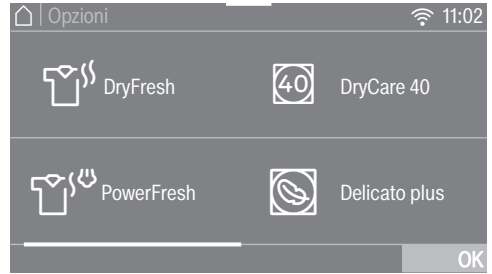 Opzioni 11:02
DryFresh
40 DryCare 40
PowerFresh
Delicato plus
OK